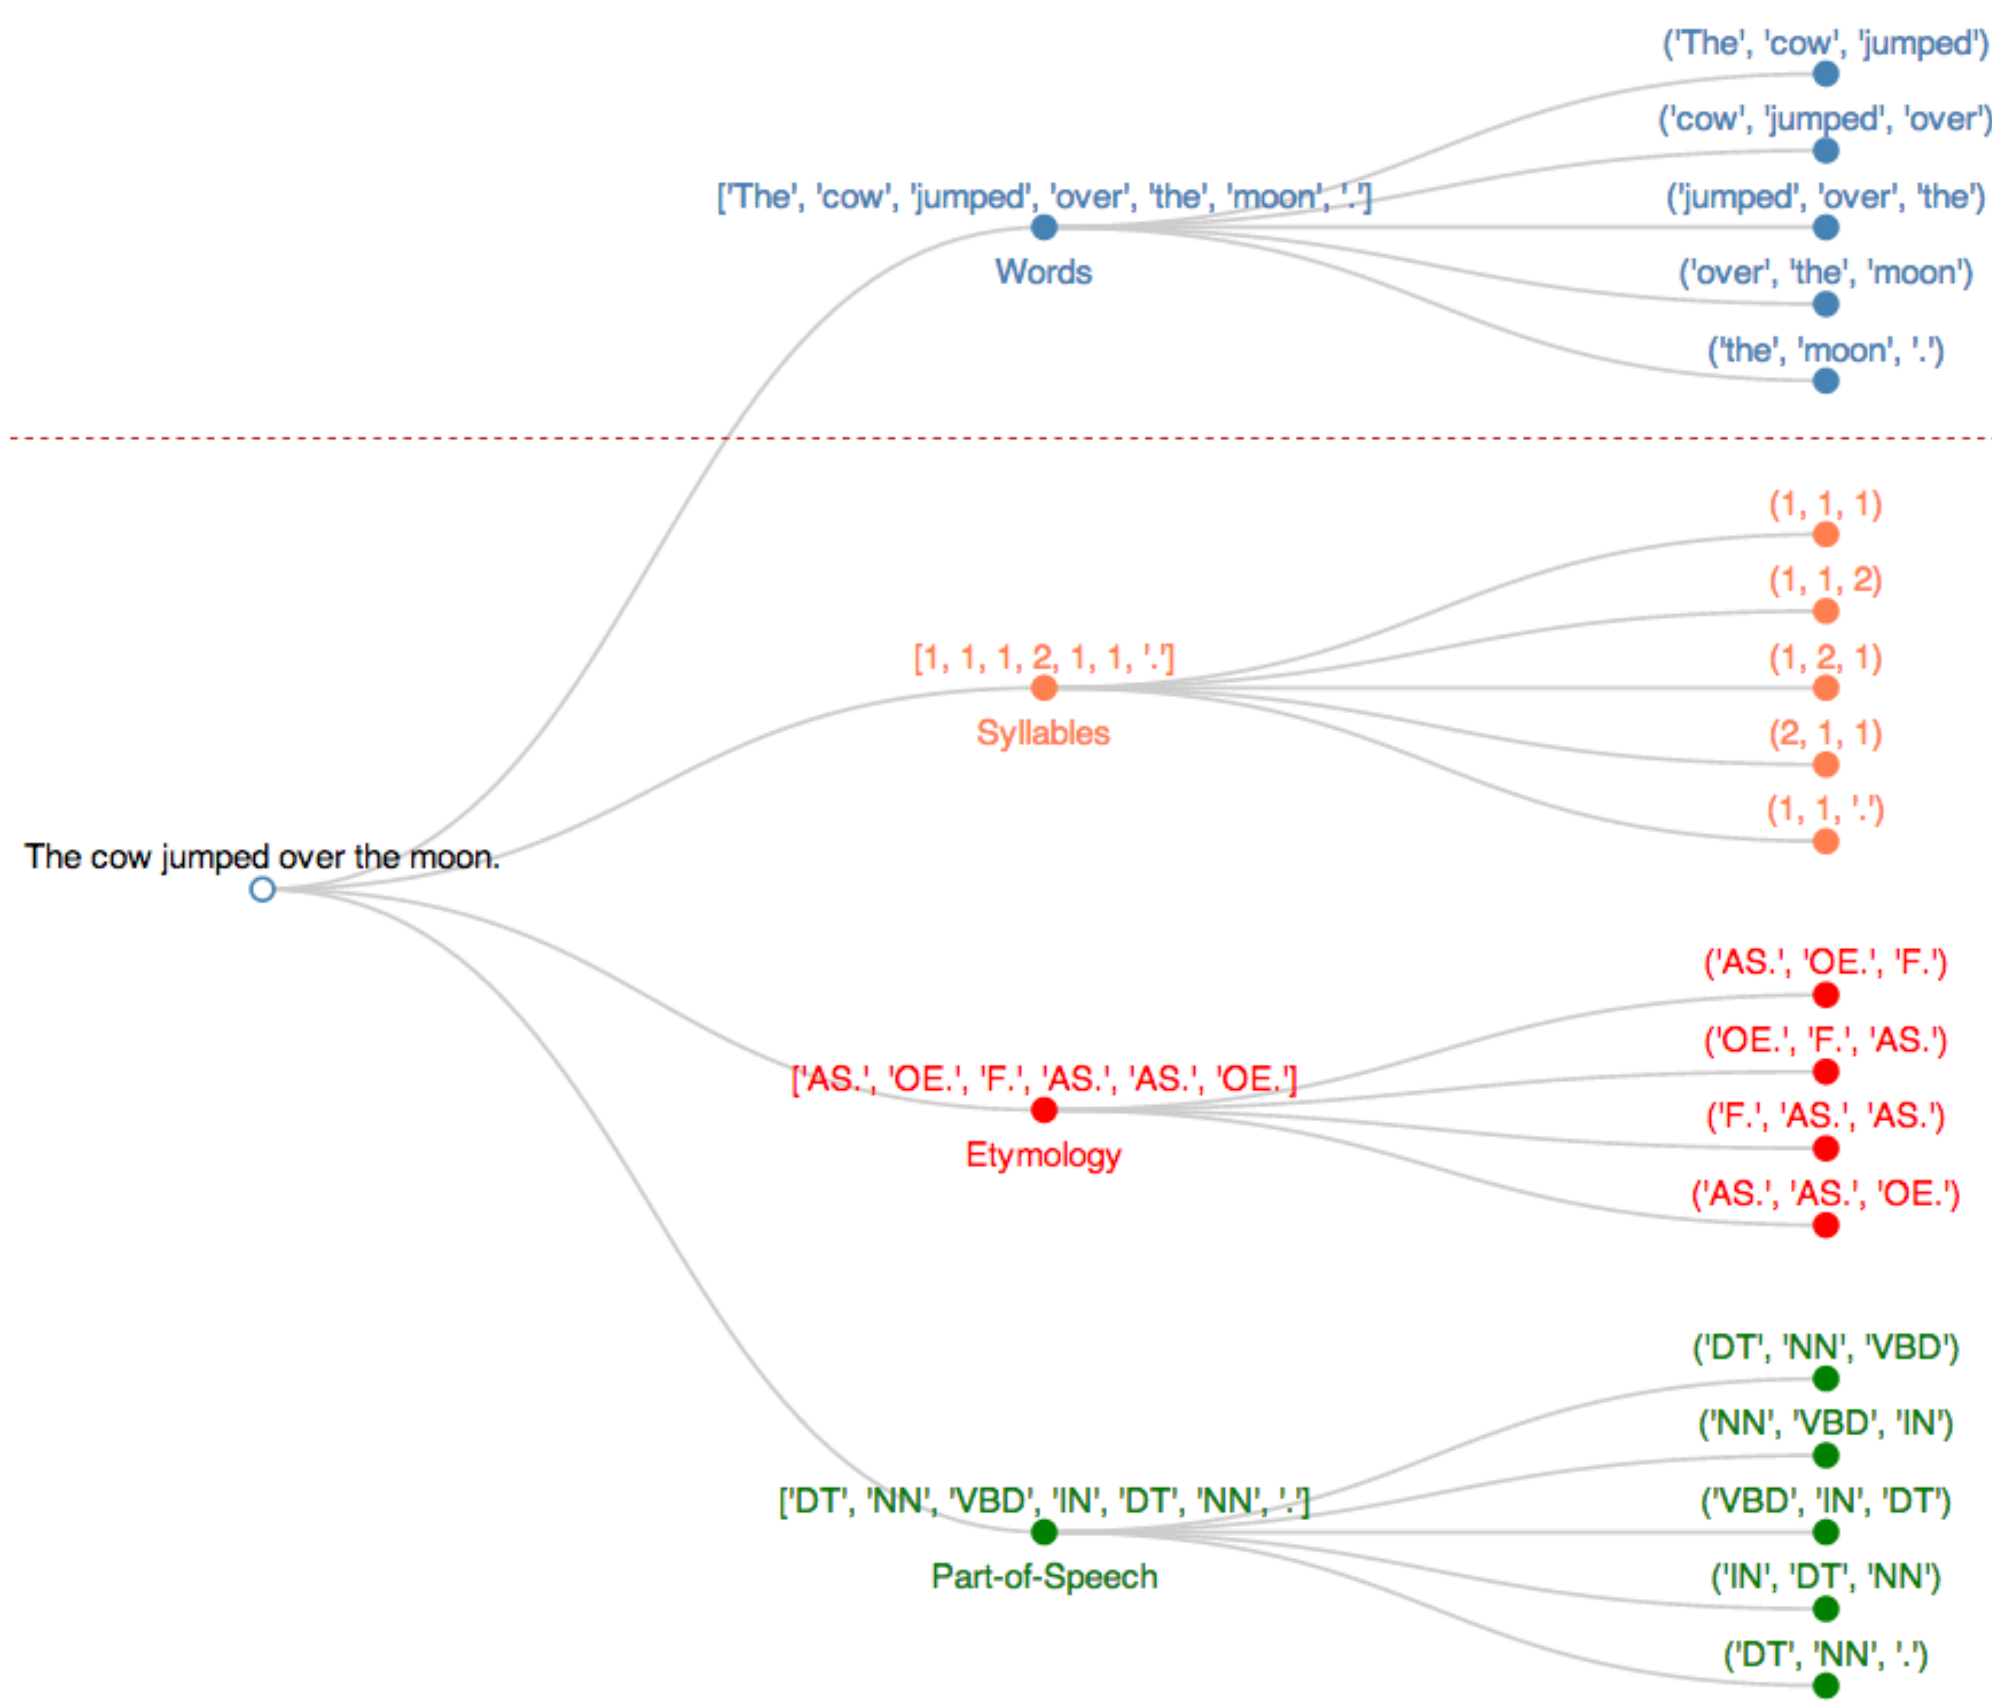 ('The', 'cow', 'jumped')
('cow', 'jumped', 'over')
['The', 'cow', 'jumped', 'over', 'the', 'moon', '.']
('jumped', 'over', 'the')
Words
('over', 'the', 'moon')
('the', 'moon', '.')
(1, 1, 1)
(1, 1, 2)
[1, 1, 1, 2, 1, 1, '.']
(1, 2, 1)
Syllables
(2, 1, 1)
(1, 1, '.')
The cow jumped over the moon.
('AS.', 'OE.', 'F.')
('OE.', 'F.', 'AS.')
['AS.', 'OE.', 'F.', 'AS.', 'AS.', 'OE.']
('F.', 'AS.', 'AS.')
Etymology
('AS.', 'AS.', 'OE.')
('DT', 'NN', 'VBD')
('NN', 'VBD', 'IN')
['DT', 'NN', 'VBD', 'IN', 'DT', 'NN', '.']
('VBD', 'IN', 'DT')
Part-of-Speech
('IN', 'DT', 'NN')
('DT', 'NN', '.')